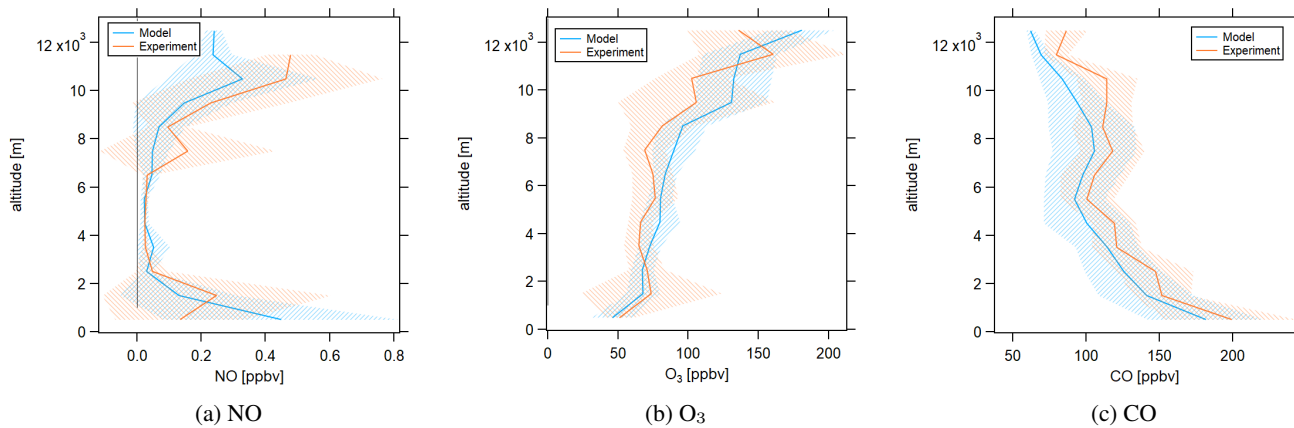 Model
Experiment
12 x10³
10
8
6
4
2
0
altitude [m]
0.0 0.2 0.4 0.6 0.8
NO [ppbv]
(a) NO
Model
Experiment
12 x10³
10
8
6
4
2
0
altitude [m]
0 50 100 150 200
O₃ [ppbv]
(b) O₃
Model
Experiment
12 x10³
10
8
6
4
2
0
altitude [m]
50 100 150 200
CO [ppbv]
(c) CO